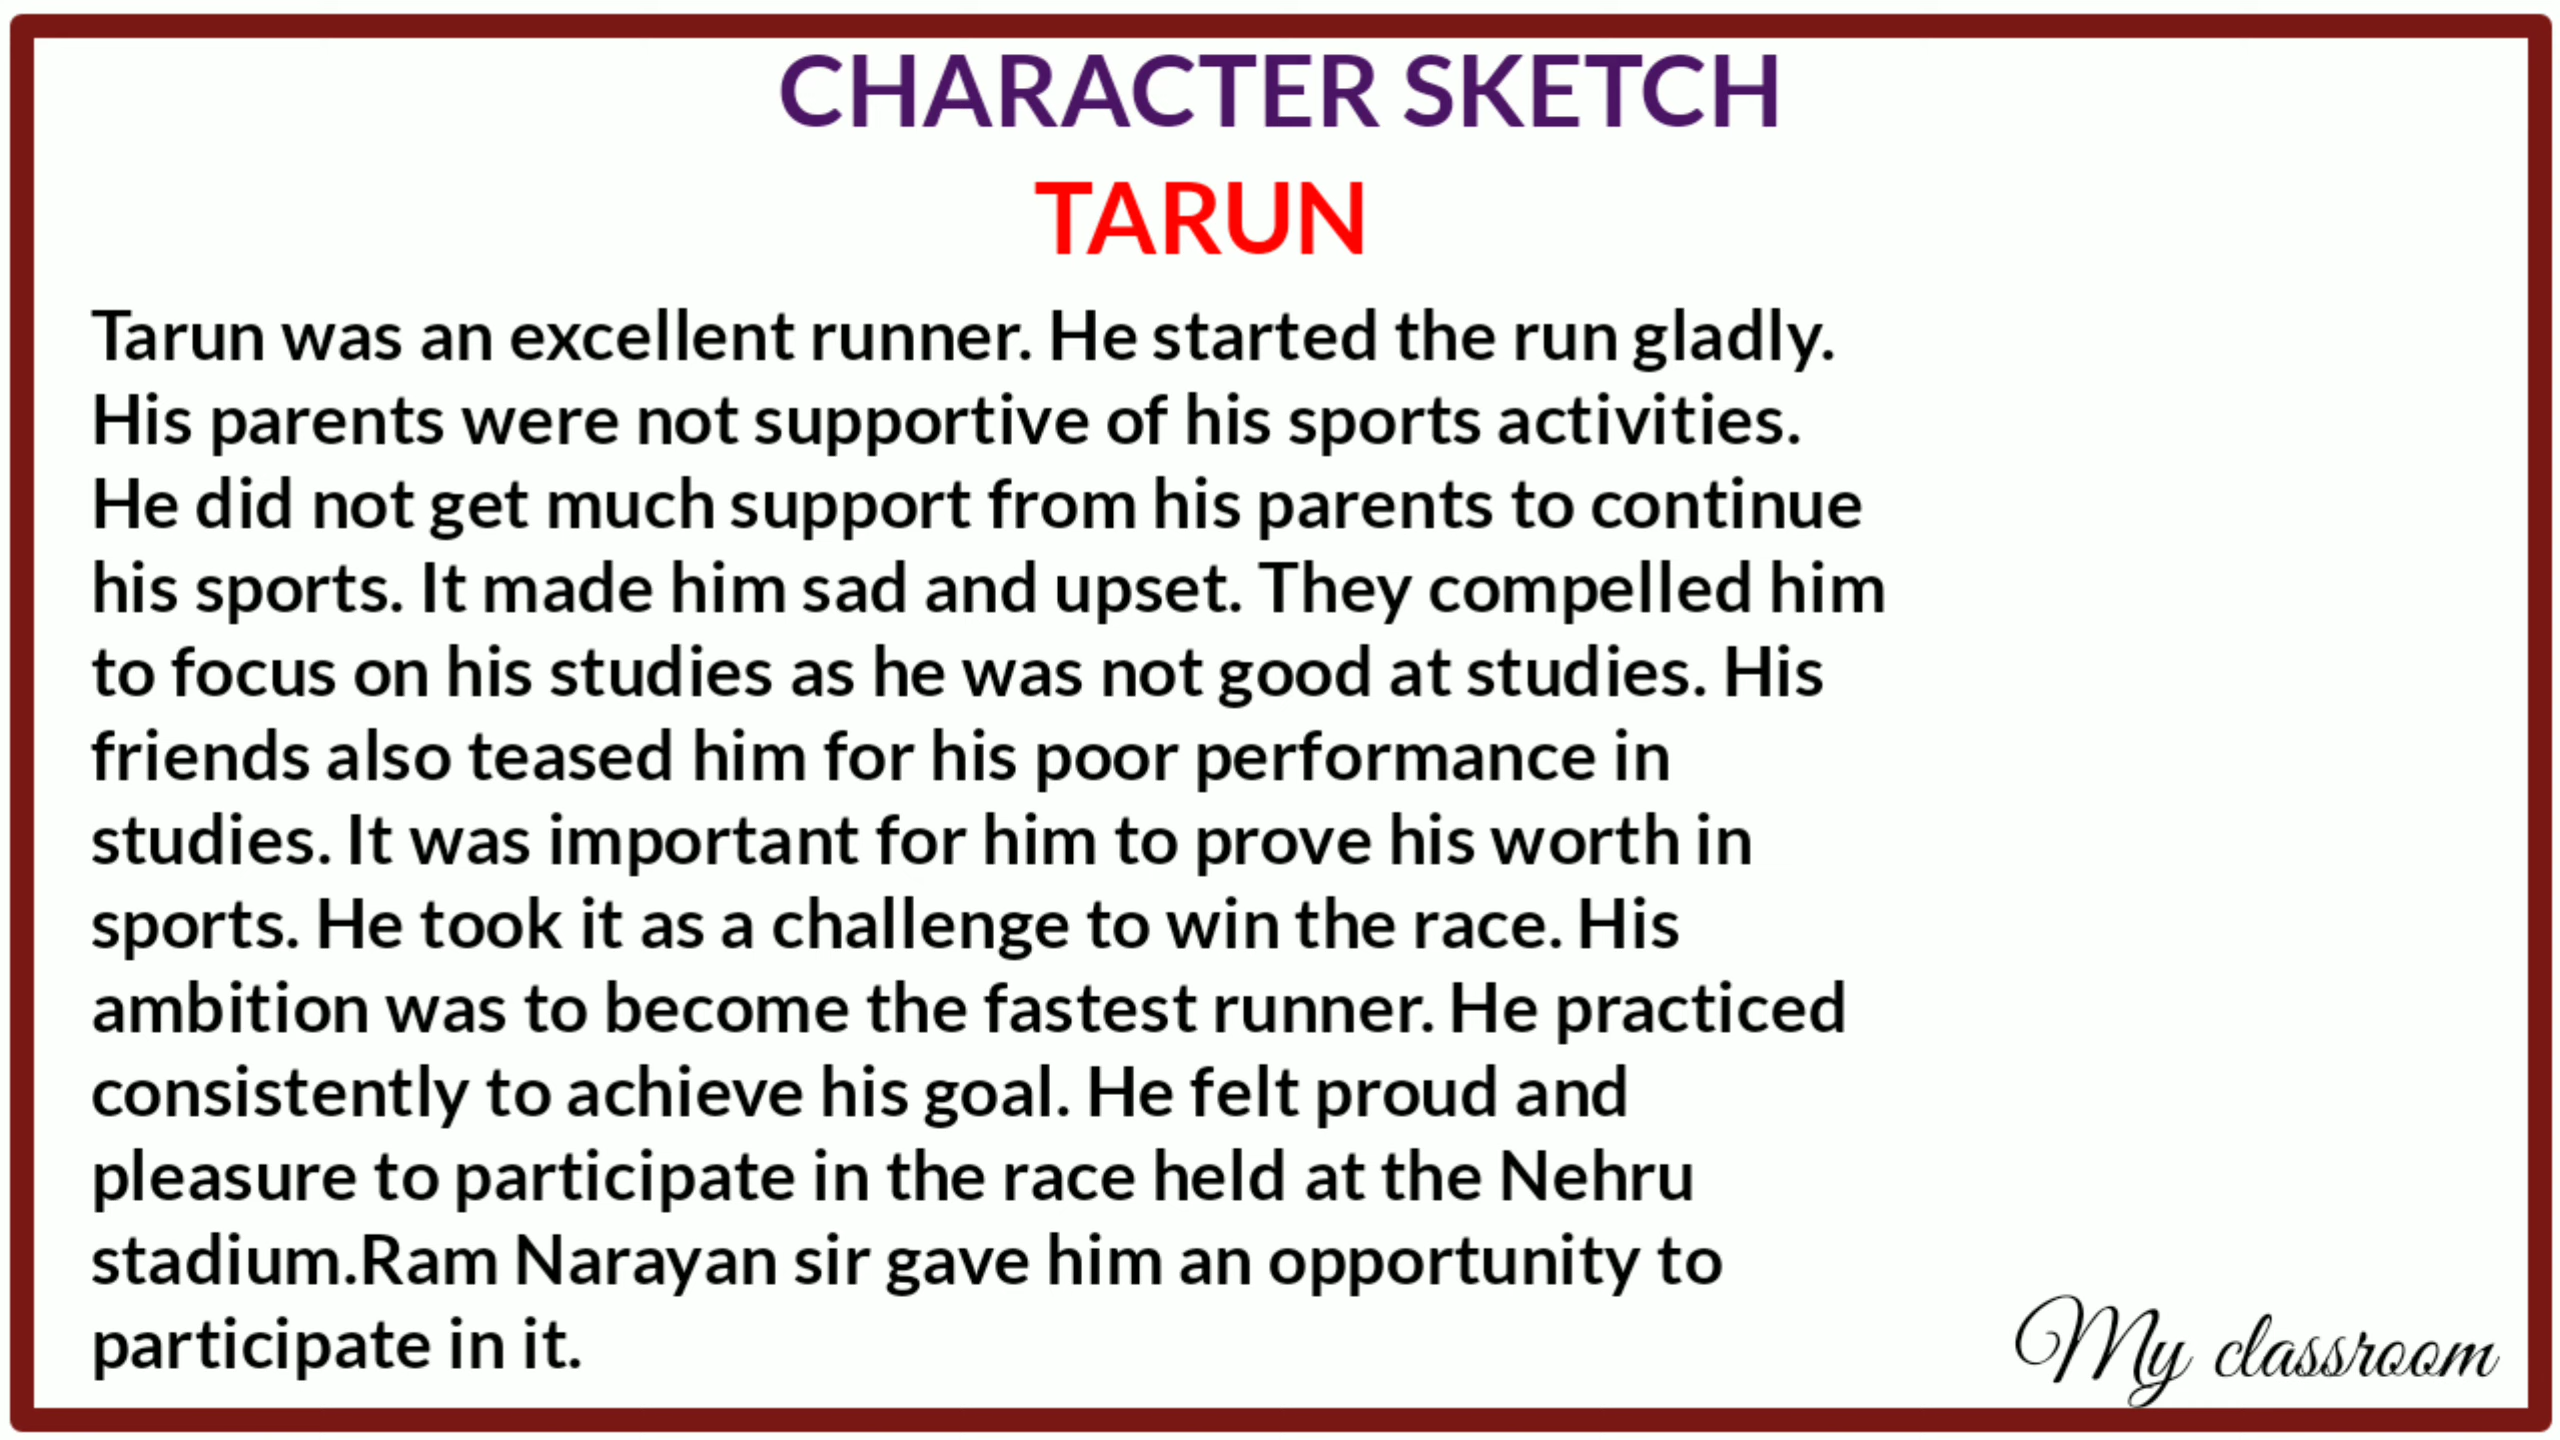 CHARACTER SKETCH
TARUN
Tarun was an excellent runner. He started the run gladly.
His parents were not supportive of his sports activities.
He did not get much support from his parents to continue
his sports. It made him sad and upset. They compelled him
to focus on his studies as he was not good at studies. His
friends also teased him for his poor performance in
studies. It was important for him to prove his worth in
sports. He took it as a challenge to win the race. His
ambition was to become the fastest runner. He practiced
consistently to achieve his goal. He felt proud and
pleasure to participate in the race held at the Nehru
stadium.Ram Narayan sir gave him an opportunity to
participate in it.
My classroom